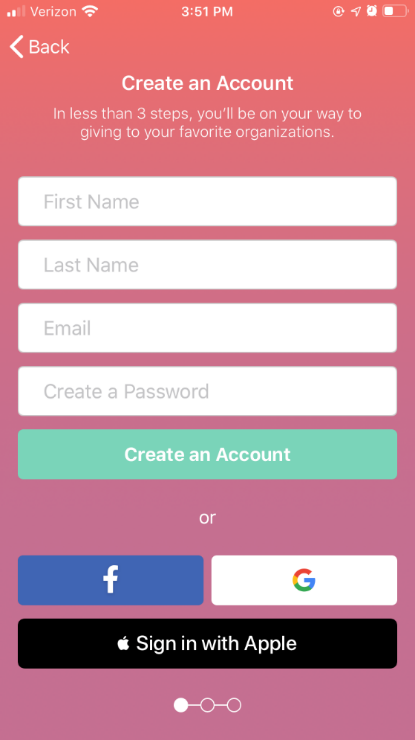 Verizon 3:51 PM
Back
Create an Account
In less than 3 steps, you'll be on your way to
giving to your favorite organizations.
First Name
Last Name
Email
Create a Password
Create an Account
or
f G
Sign in with Apple